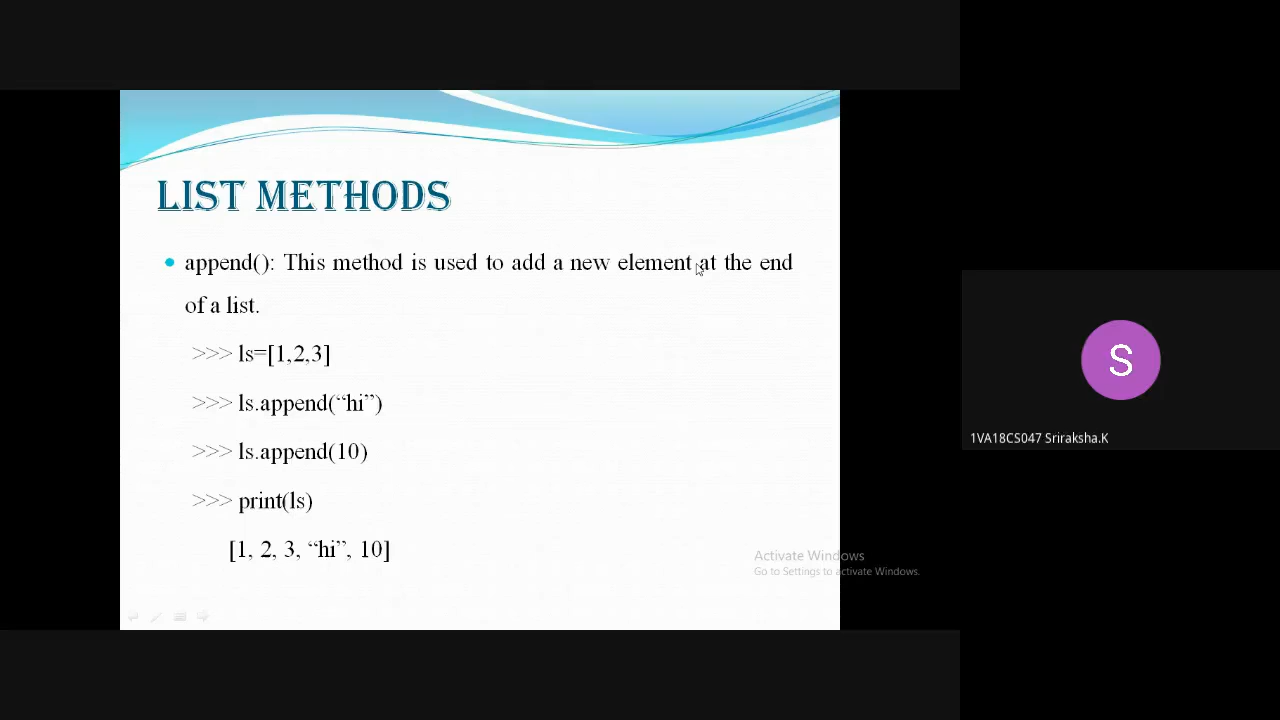 LIST METHODS
append(): This method is used to add a new element at the end
of a list.
>>> ls=[1,2,3]
>>> ls.append(“hi”)
>>> ls.append(10)
>>> print(ls)
[1, 2, 3, “hi”, 10]
Activate Windows
Go to Settings to activate Windows.
S
1VA18CS047 Sriraksha.K